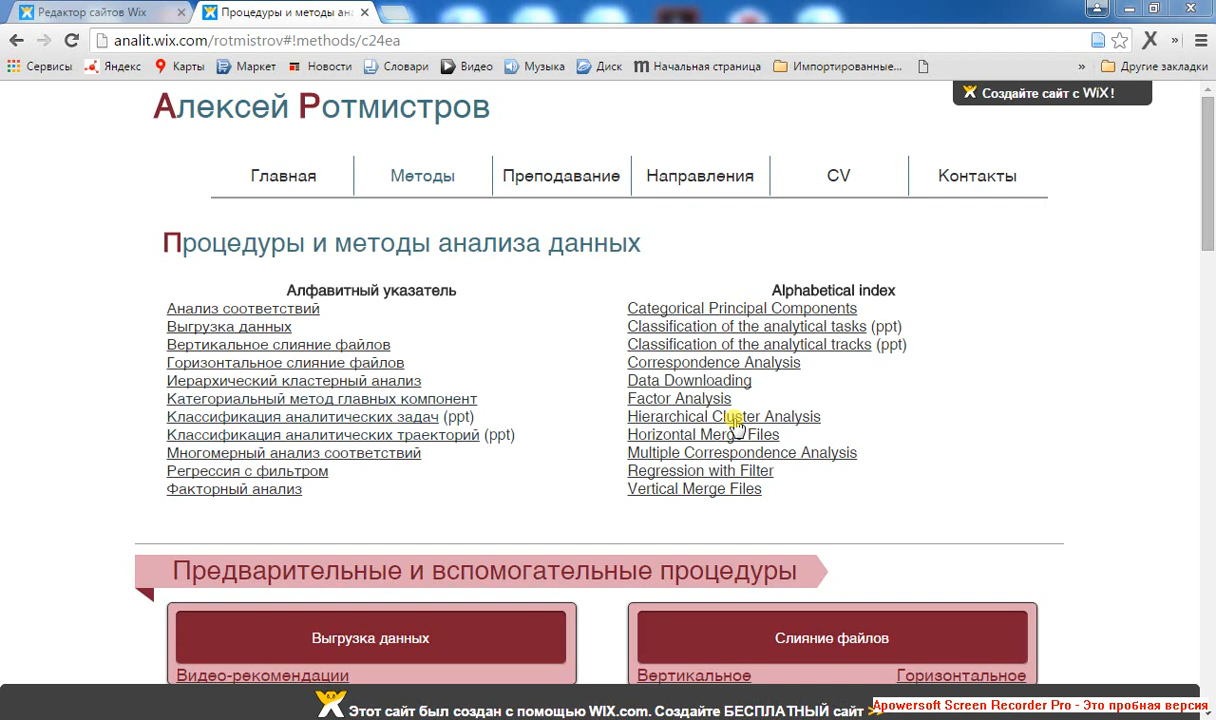 Редактор сайтов Wix
Процедуры и методы ана
analit.wix.com/rotmistrov#!methods/c24ea
Сервисы Яндекс Карты Маркет Новости Словари Видео Музыка Диск Начальная страница Импортированные... » Другие закладки
Создайте сайт с WiX!
Алексей Ротмистров
Главная Методы Преподавание Направления CV Контакты
Процедуры и методы анализа данных
Алфавитный указатель
Анализ соответствий
Выгрузка данных
Вертикальное слияние файлов
Горизонтальное слияние файлов
Иерархический кластерный анализ
Категориальный метод главных компонент
Классификация аналитических задач (ppt)
Классификация аналитических траекторий (ppt)
Многомерный анализ соответствий
Регрессия с фильтром
Факторный анализ
Alphabetical index
Categorical Principal Components
Classification of the analytical tasks (ppt)
Classification of the analytical tracks (ppt)
Correspondence Analysis
Data Downloading
Factor Analysis
Hierarchical Cluster Analysis
Horizontal Merge Files
Multiple Correspondence Analysis
Regression with Filter
Vertical Merge Files
Предварительные и вспомогательные процедуры
Выгрузка данных
Видео-рекомендации
Слияние файлов
Вертикальное Горизонтальное
Этот сайт был создан с помощью WIX.com. Создайте БЕСПЛАТНЫЙ сайт >>
Apowersoft Screen Recorder Pro - Это пробная версия